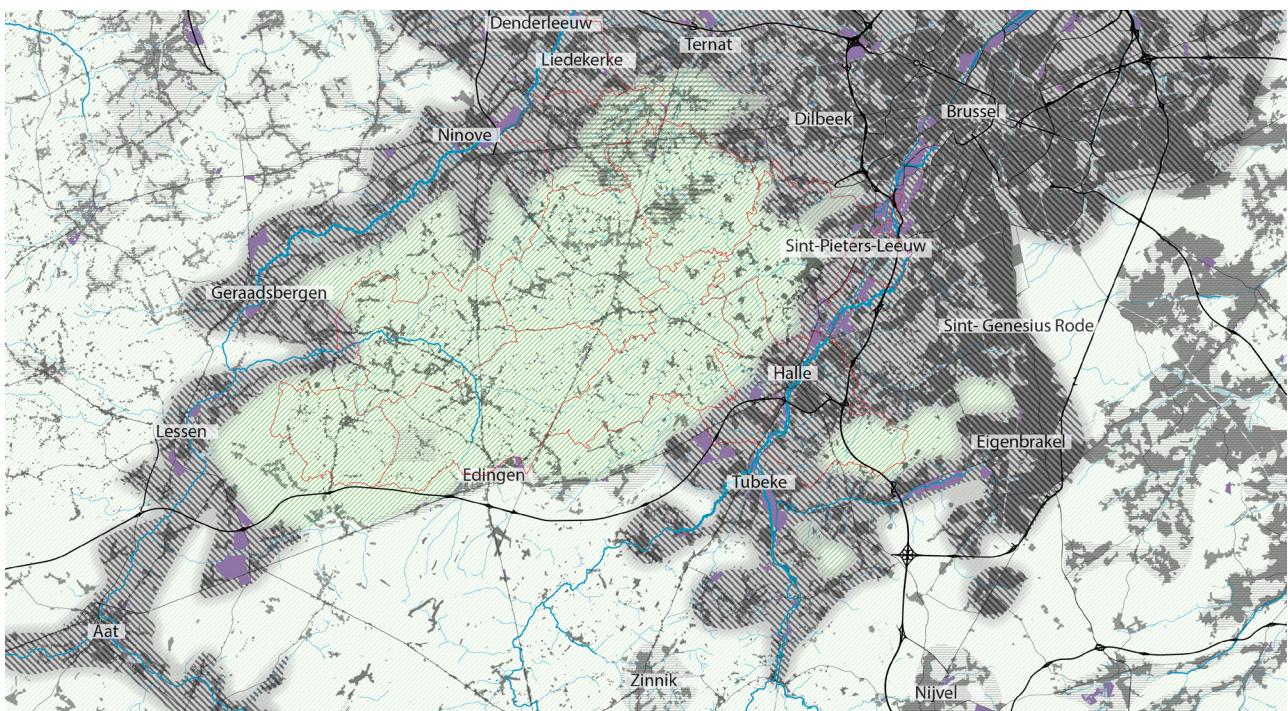 Denderleeuw
Ternat
Liedekerke
Brussel
Dilbeek
Ninove
Sint-Pieters-Leeuw
Geraadsbergen
Sint- Genesius Rode
Halle
Lessen
Eigenbrakel
Edingen
Tubeke
Aat
Zinnik
Nijvel